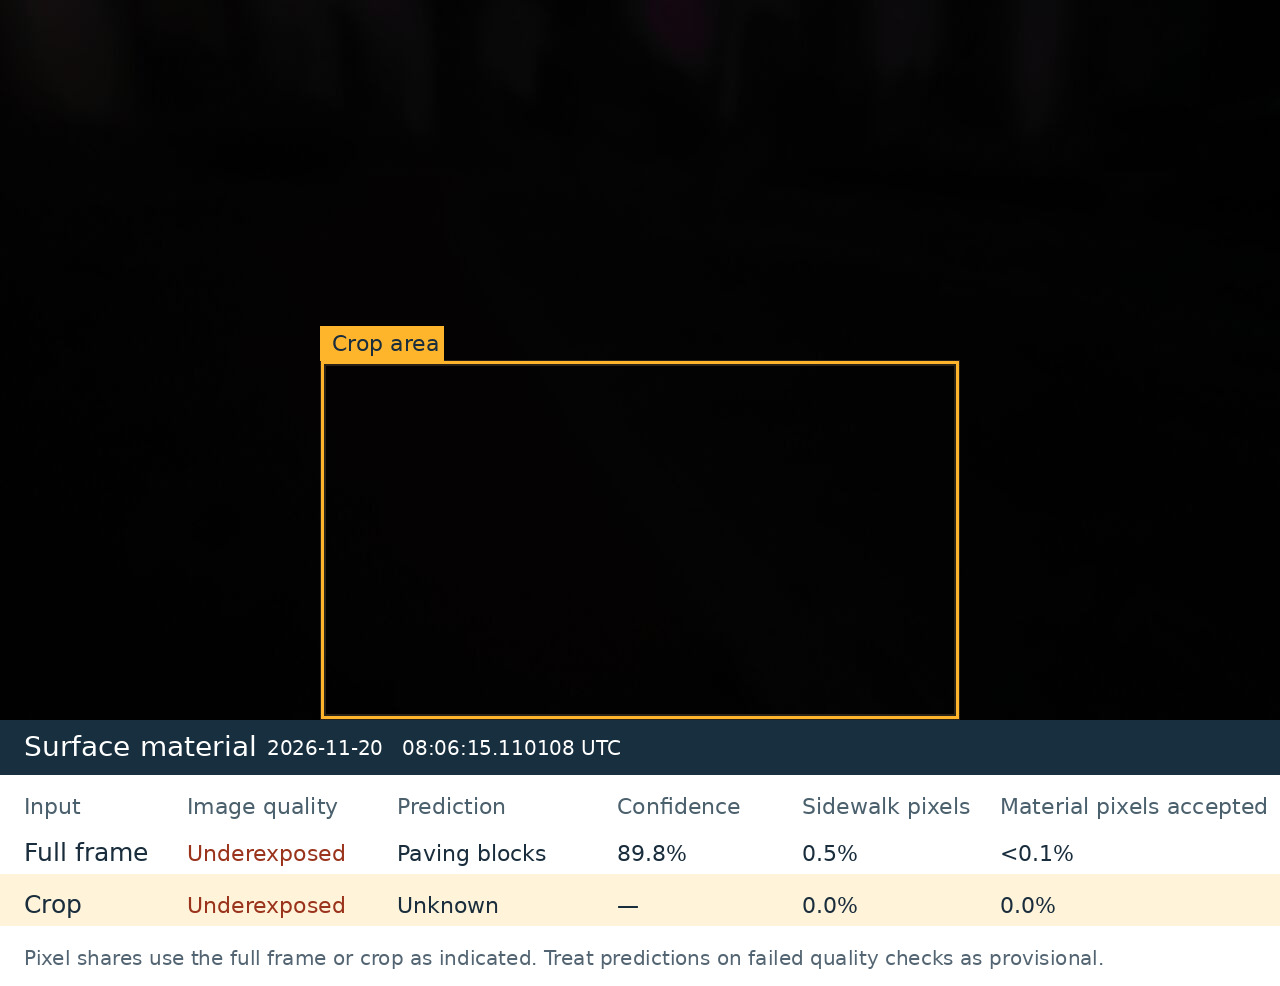 Crop area
Surface material 2026-11-20 08:06:15.110108 UTC
Input Image quality Prediction Confidence Sidewalk pixels Material pixels accepted
Full frame Underexposed Paving blocks 89.8% 0.5% <0.1%
Crop Underexposed Unknown — 0.0% 0.0%
Pixel shares use the full frame or crop as indicated. Treat predictions on failed quality checks as provisional.